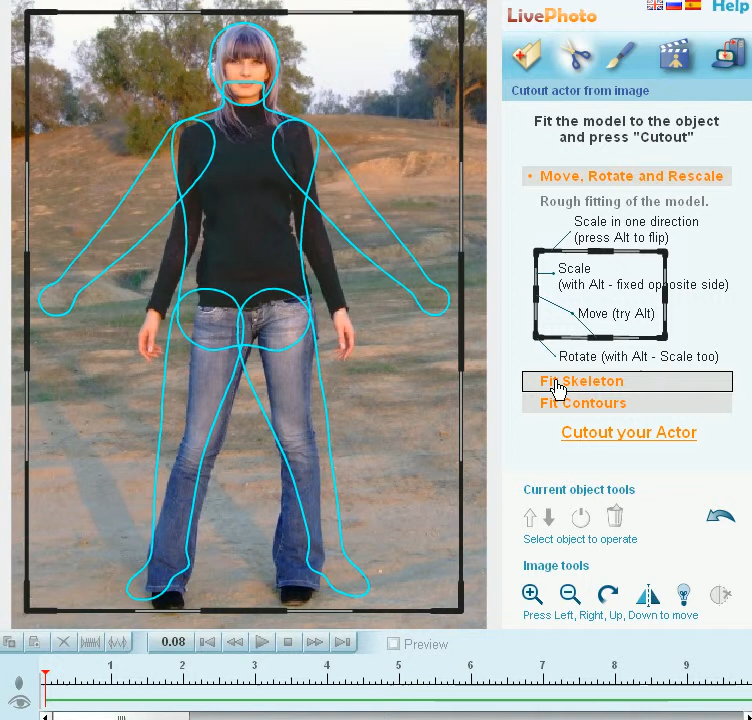 LivePhoto
Help
Cutout actor from image
Fit the model to the object
and press "Cutout"
• Move, Rotate and Rescale
Rough fitting of the model.
Scale in one direction
(press Alt to flip)
Scale
(with Alt - fixed opposite side)
Move (try Alt)
Rotate (with Alt - Scale too)
Fit Skeleton
Fit Contours
Cutout your Actor
Current object tools
Select object to operate
Image tools
Press Left, Right, Up, Down to move
0.08
Preview
1 2 3 4 5 6 7 8 9